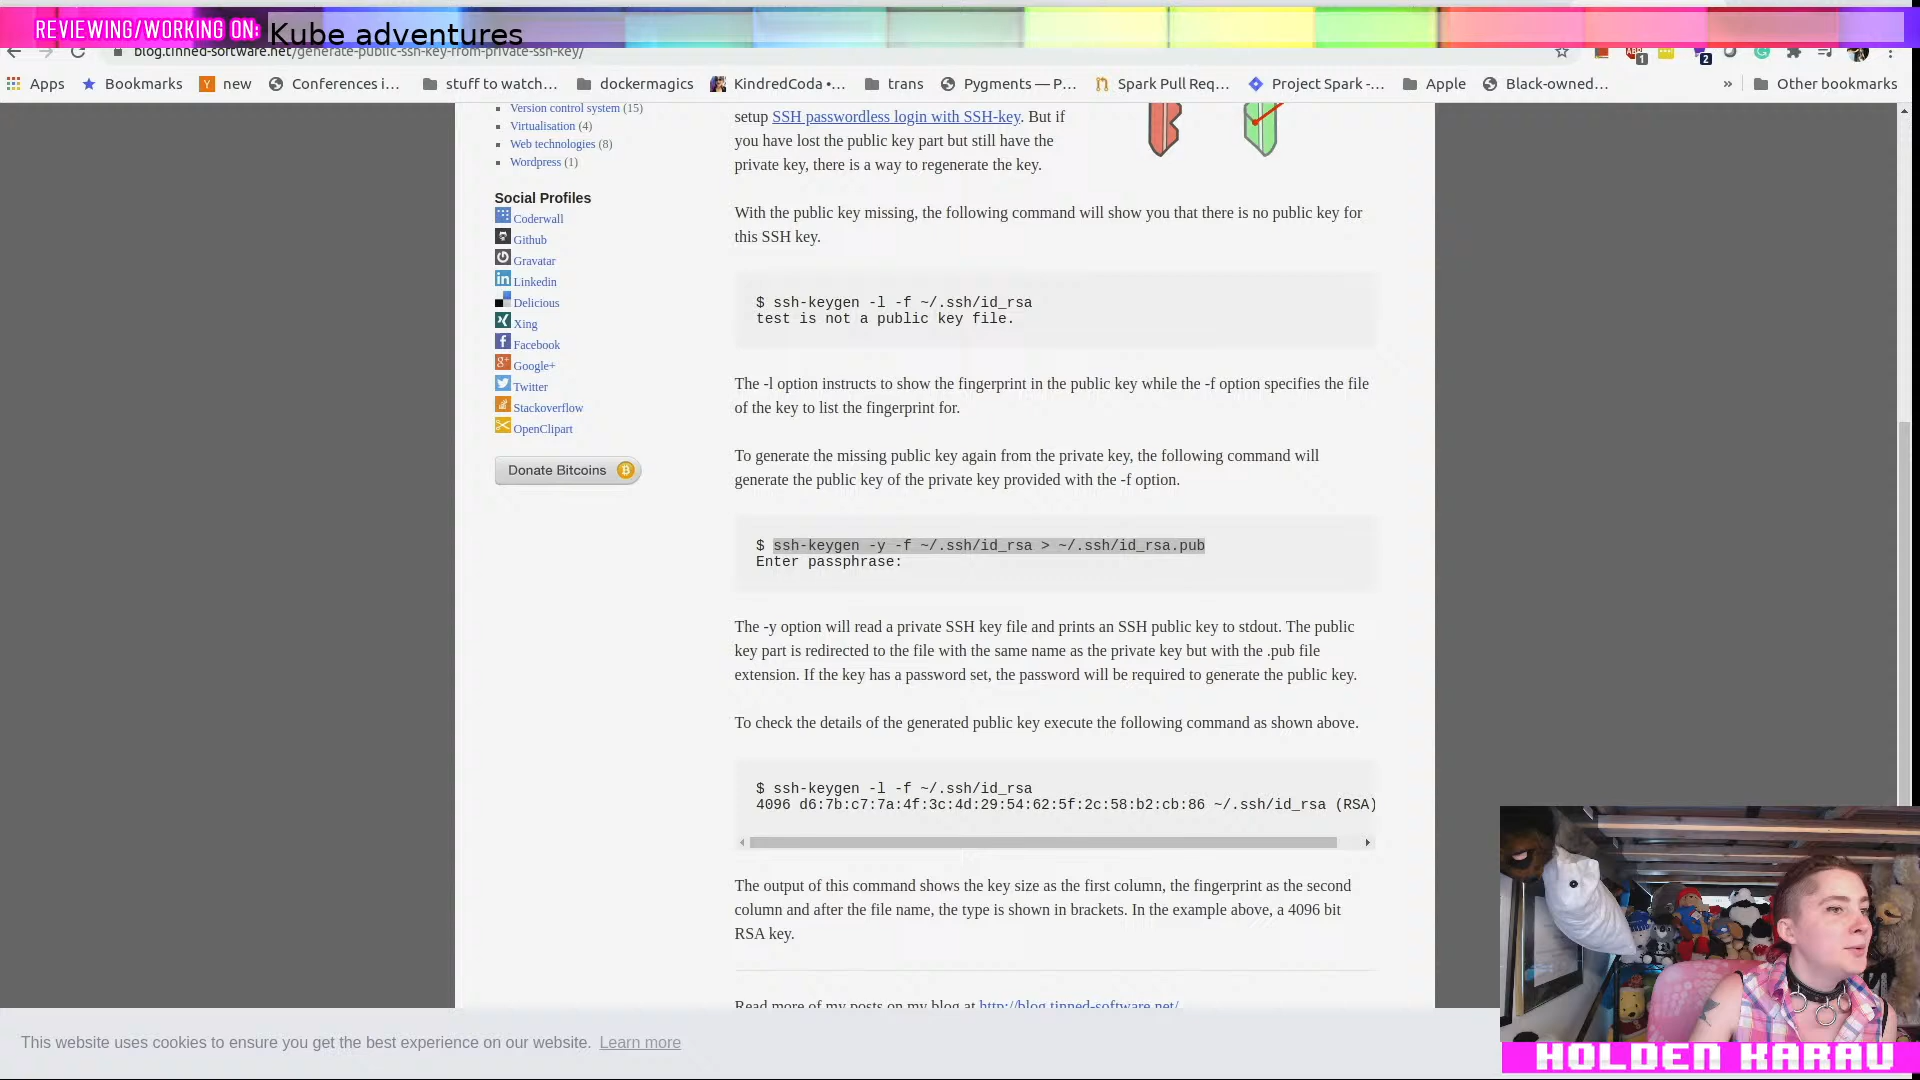 REVIEWING/WORKING ON: Kube adventures
blog.tinned-software.net/generate-public-ssh-key-from-private-ssh-key/
1
2
Apps Bookmarks new Conferences i… stuff to watch… dockermagics KindredCoda •… trans Pygments — P… Spark Pull Req… Project Spark -… Apple Black-owned… » Other bookmarks
Version control system (15)
Virtualisation (4)
Web technologies (8)
Wordpress (1)
Social Profiles
Coderwall
Github
Gravatar
Linkedin
Delicious
Xing
Facebook
Google+
Twitter
Stackoverflow
OpenClipart
Donate Bitcoins
setup SSH passwordless login with SSH-key. But if
you have lost the public key part but still have the
private key, there is a way to regenerate the key.
With the public key missing, the following command will show you that there is no public key for
this SSH key.
$ ssh-keygen -l -f ~/.ssh/id_rsa
test is not a public key file.
The -l option instructs to show the fingerprint in the public key while the -f option specifies the file
of the key to list the fingerprint for.
To generate the missing public key again from the private key, the following command will
generate the public key of the private key provided with the -f option.
$ ssh-keygen -y -f ~/.ssh/id_rsa > ~/.ssh/id_rsa.pub
Enter passphrase:
The -y option will read a private SSH key file and prints an SSH public key to stdout. The public
key part is redirected to the file with the same name as the private key but with the .pub file
extension. If the key has a password set, the password will be required to generate the public key.
To check the details of the generated public key execute the following command as shown above.
$ ssh-keygen -l -f ~/.ssh/id_rsa
4096 d6:7b:c7:7a:4f:3c:4d:29:54:62:5f:2c:58:b2:cb:86 ~/.ssh/id_rsa (RSA)
The output of this command shows the key size as the first column, the fingerprint as the second
column and after the file name, the type is shown in brackets. In the example above, a 4096 bit
RSA key.
Read more of my posts on my blog at http://blog.tinned-software.net/
This website uses cookies to ensure you get the best experience on our website. Learn more
HOLDEN KARAU